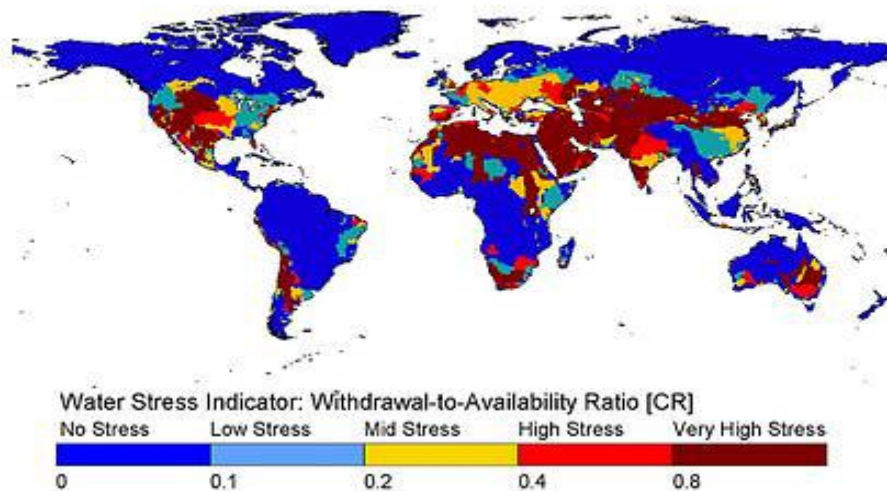 Water Stress Indicator: Withdrawal-to-Availability Ratio [CR]
No Stress Low Stress Mid Stress High Stress Very High Stress
0 0.1 0.2 0.4 0.8